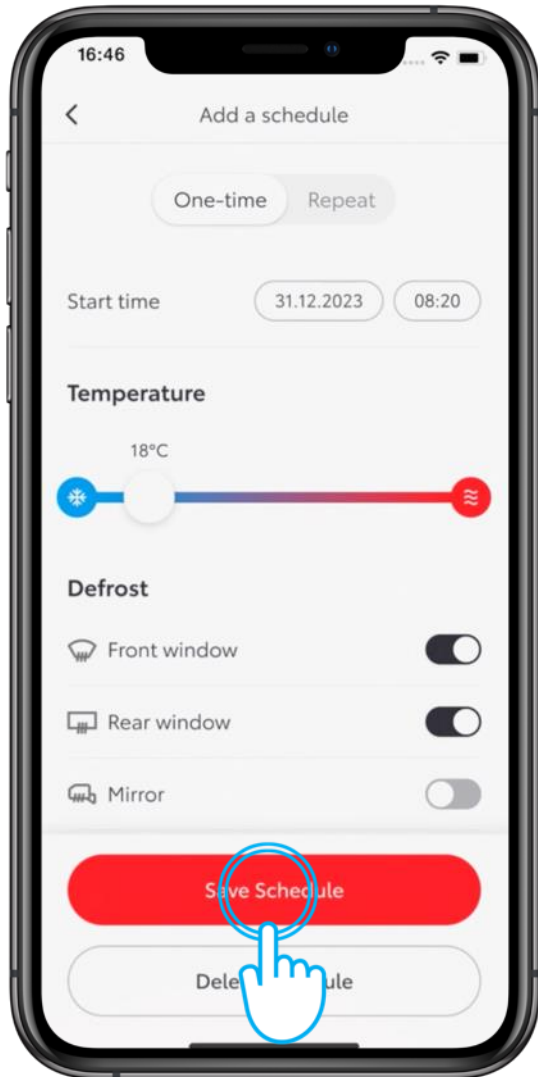 16:46
Add a schedule
One-time Repeat
Start time 31.12.2023 08:20
Temperature
18°C
Defrost
Front window
Rear window
Mirror
Save Schedule